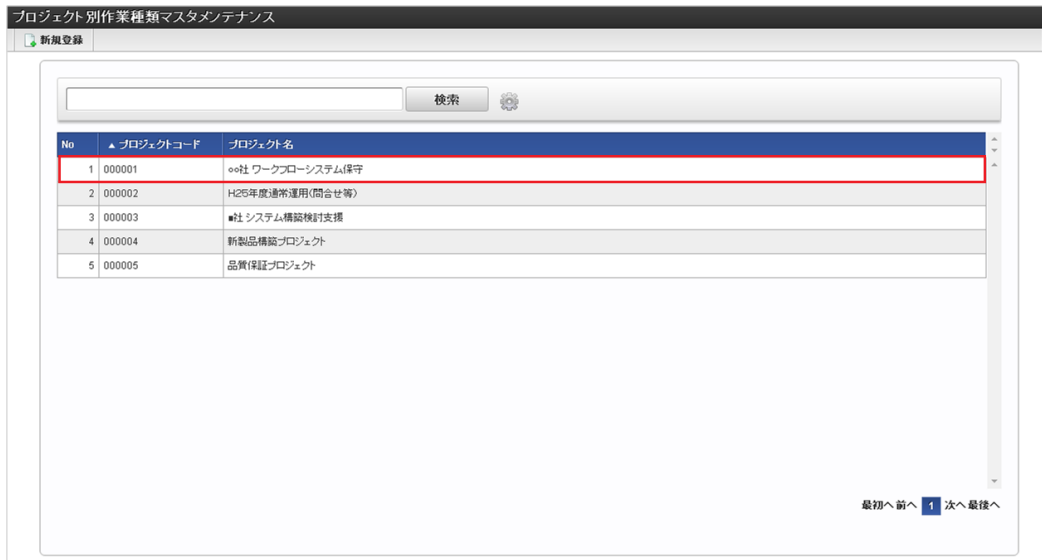 プロジェクト別作業種類マスタメンテナンス
新規登録
検索
No ▲ プロジェクトコード プロジェクト名
1 000001 ○○社 ワークフローシステム保守
2 000002 H25年度通常運用(問合せ等)
3 000003 ■社 システム構築検討支援
4 000004 新製品構築プロジェクト
5 000005 品質保証プロジェクト
最初へ 前へ 1 次へ 最後へ